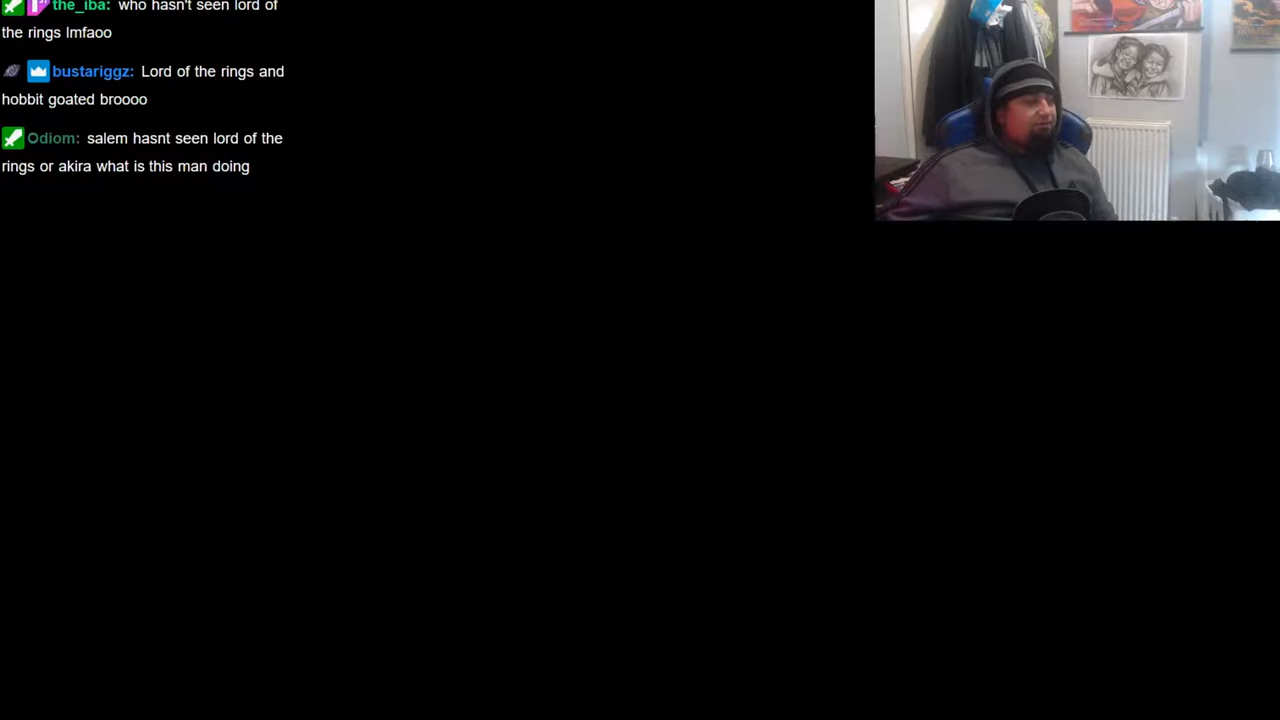 the_iba: who hasn't seen lord of
the rings lmfaoo
bustariggz: Lord of the rings and
hobbit goated broooo
Odiom: salem hasnt seen lord of the
rings or akira what is this man doing